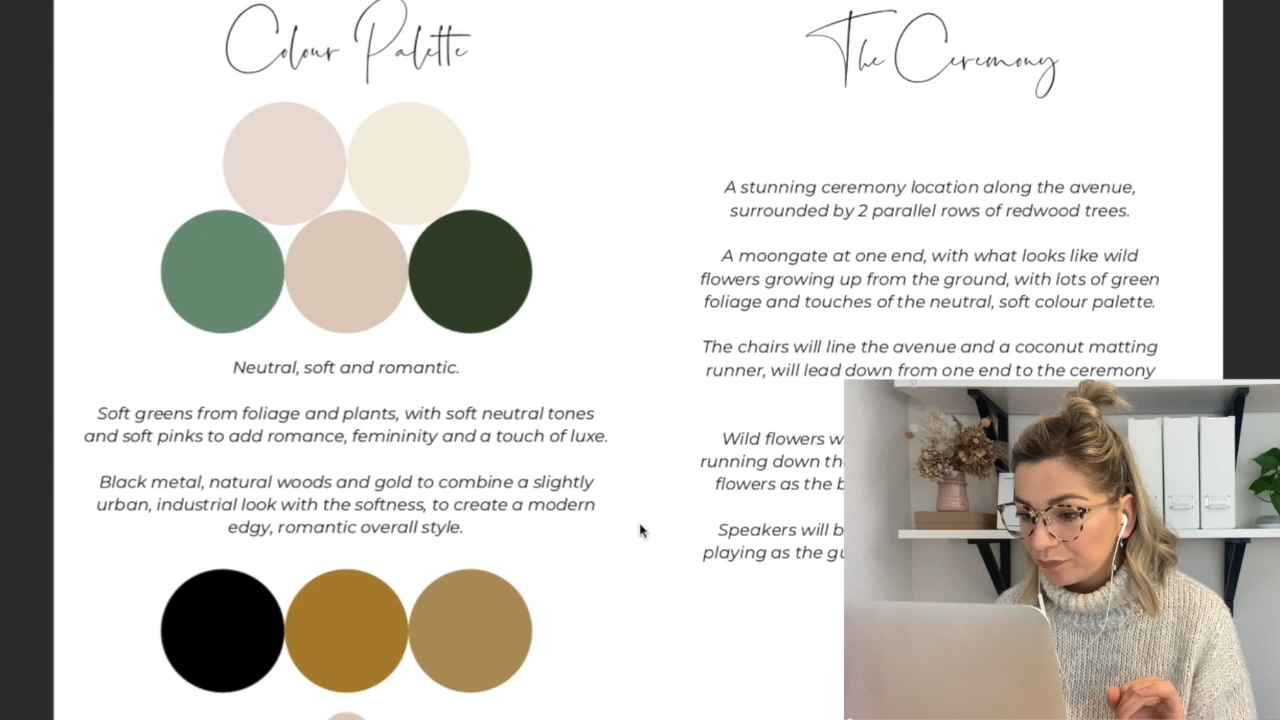 Colour Palette
Neutral, soft and romantic.
Soft greens from foliage and plants, with soft neutral tones
and soft pinks to add romance, femininity and a touch of luxe.
Black metal, natural woods and gold to combine a slightly
urban, industrial look with the softness, to create a modern
edgy, romantic overall style.
The Ceremony
A stunning ceremony location along the avenue,
surrounded by 2 parallel rows of redwood trees.
A moongate at one end, with what looks like wild
flowers growing up from the ground, with lots of green
foliage and touches of the neutral, soft colour palette.
The chairs will line the avenue and a coconut matting
runner, will lead down from one end to the ceremony
Wild flowers w
running down th
flowers as the b
Speakers will b
playing as the gu